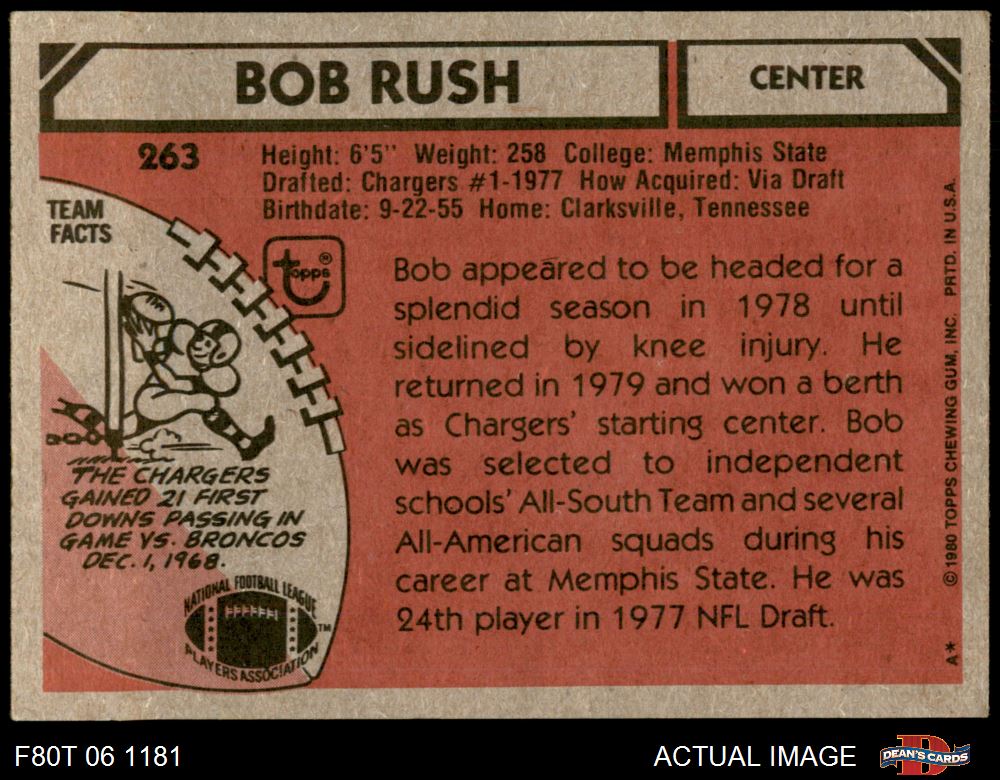 BOB RUSH
CENTER
263
Height: 6'5" Weight: 258 College: Memphis State
Drafted: Chargers #1-1977 How Acquired: Via Draft
Birthdate: 9-22-55 Home: Clarksville, Tennessee
TEAM
FACTS
topps®
THE CHARGERS
GAINED 21 FIRST
DOWNS PASSING IN
GAME VS. BRONCOS
DEC. 1, 1968.
NATIONAL FOOTBALL LEAGUE
PLAYERS ASSOCIATION
TM
Bob appeared to be headed for a
splendid season in 1978 until
sidelined by knee injury. He
returned in 1979 and won a berth
as Chargers' starting center. Bob
was selected to independent
schools' All-South Team and several
All-American squads during his
career at Memphis State. He was
24th player in 1977 NFL Draft.
A* © 1980 TOPPS CHEWING GUM, INC. PRTD. IN U.S.A.
F80T 06 1181
ACTUAL IMAGE
D
DEAN'S CARDS